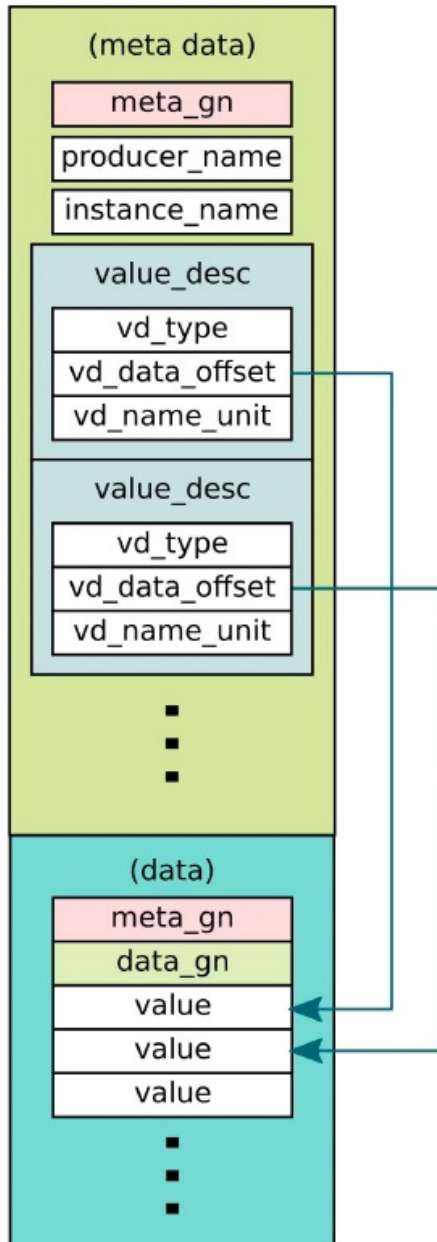 (meta data)
meta_gn
producer_name
instance_name
value_desc
vd_type
vd_data_offset
vd_name_unit
value_desc
vd_type
vd_data_offset
vd_name_unit
(data)
meta_gn
data_gn
value
value
value